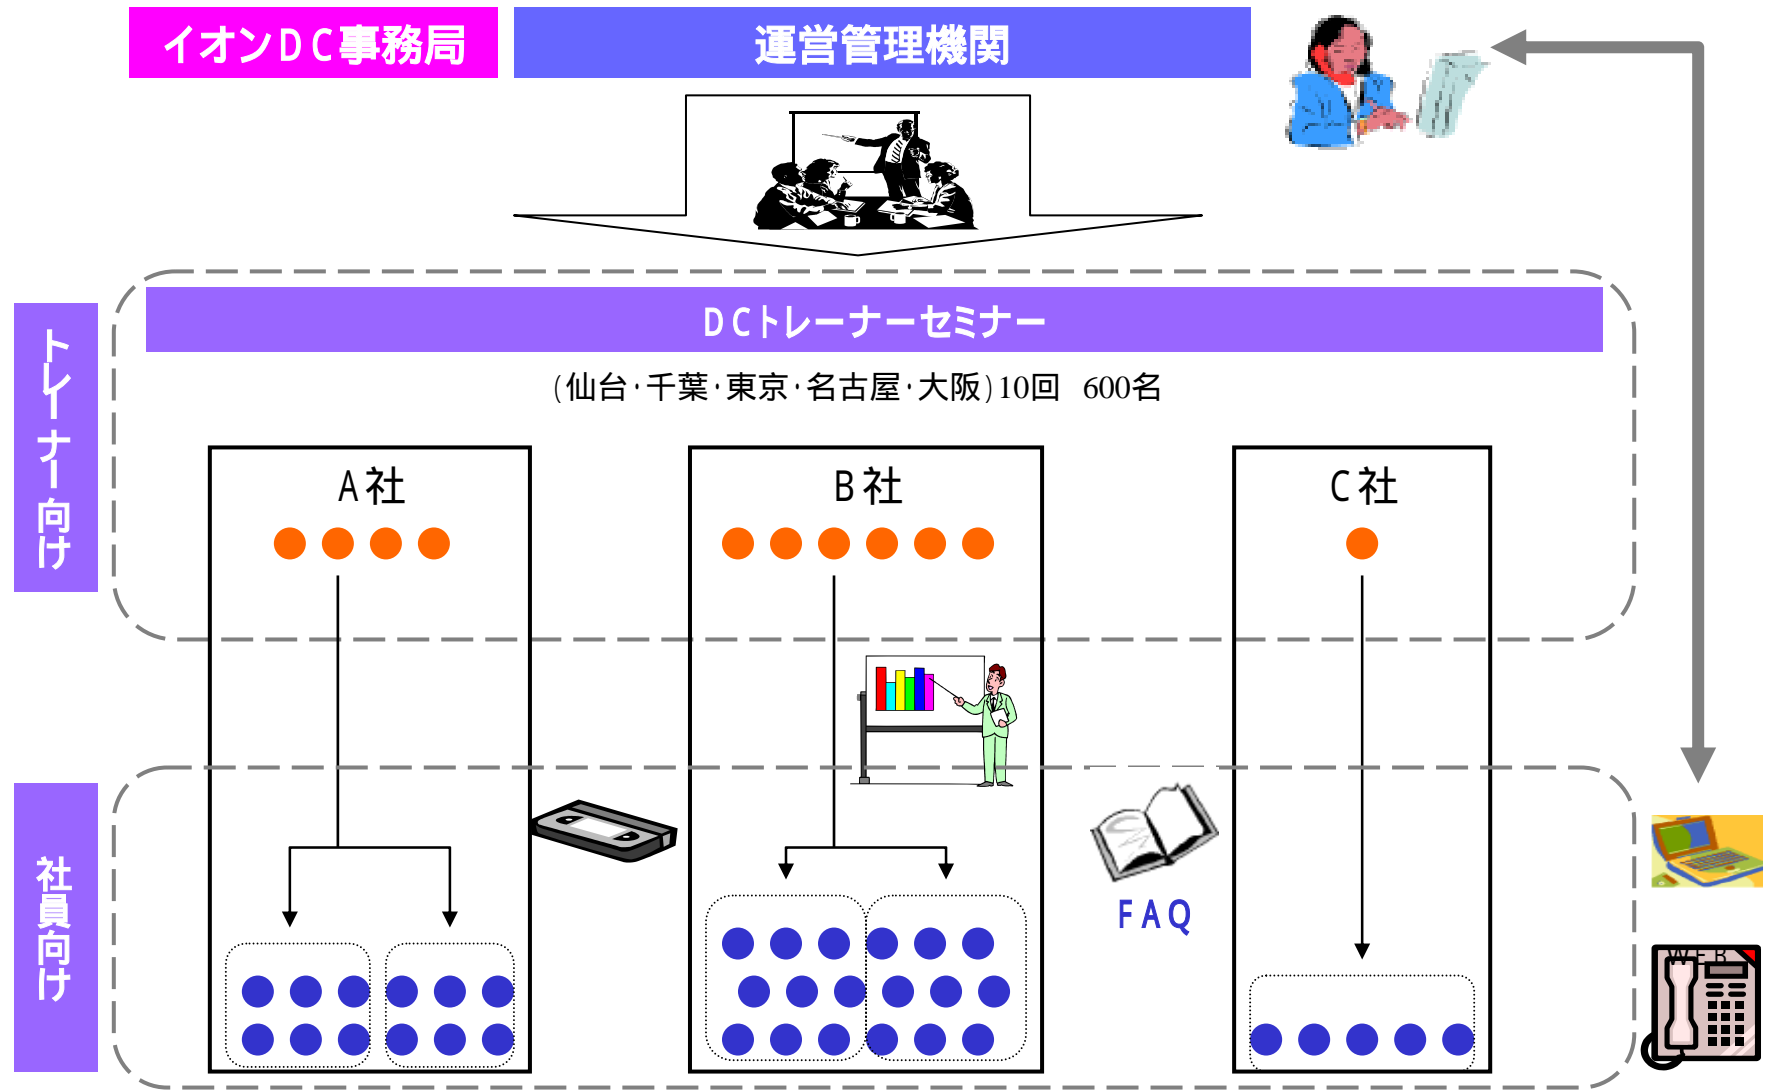 イオンDC事務局
運営管理機関
DCトレーナーセミナー
(仙台･千葉･東京･名古屋･大阪)10回 600名
トレーナー向け
A社
B社
C社
社員向け
FAQ
WEB